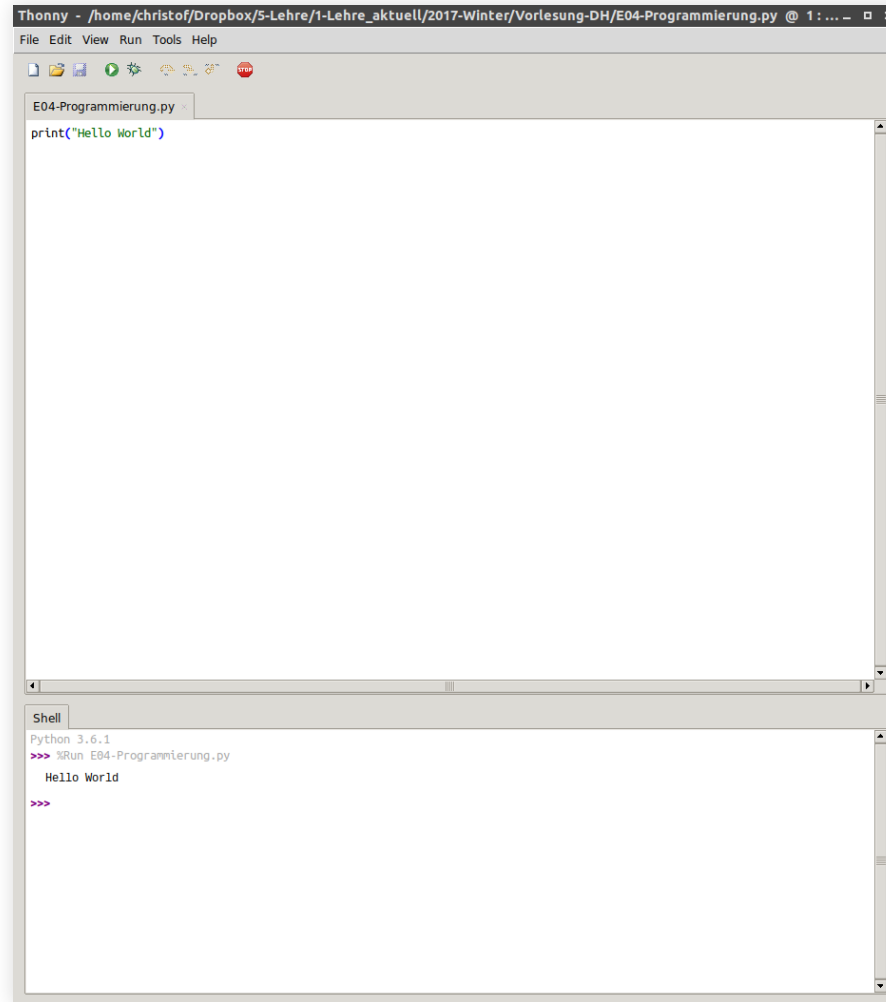 Thonny - /home/christof/Dropbox/5-Lehre/1-Lehre_aktuell/2017-Winter/Vorlesung-DH/E04-Programmierung.py @ 1 : ...
File Edit View Run Tools Help
STOP
E04-Programmierung.py ×
print("Hello World")
Shell
Python 3.6.1
>>> %Run E04-Programmierung.py
Hello World
>>>